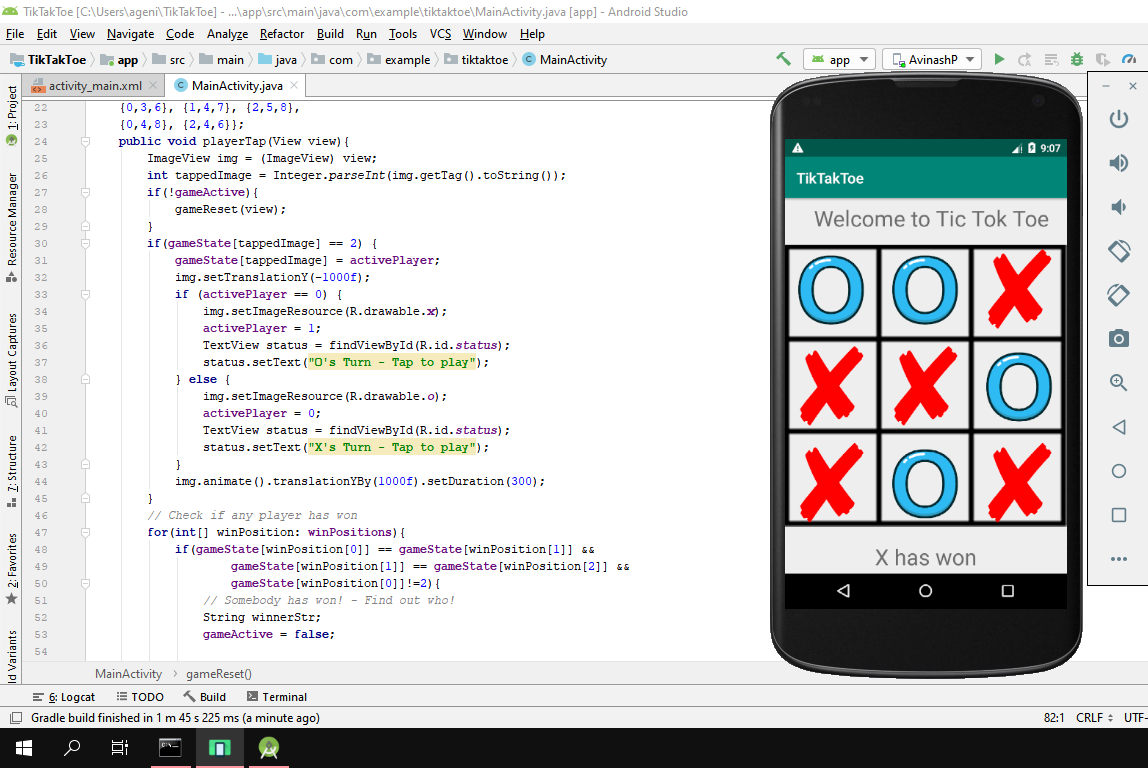 TikTakToe [C:\Users\ageni\TikTakToe] - ...\app\src\main\java\com\example\tiktaktoe\MainActivity.java [app] - Android Studio
File Edit View Navigate Code Analyze Refactor Build Run Tools VCS Window Help
TikTakToe app src main java com example tiktaktoe MainActivity app AvinashP
activity_main.xml MainActivity.java
1: Project
Resource Manager
Layout Captures
7: Structure
2: Favorites
ld Variants
22 {0,3,6}, {1,4,7}, {2,5,8},
23 {0,4,8}, {2,4,6}};
24 public void playerTap(View view){
25 ImageView img = (ImageView) view;
26 int tappedImage = Integer.parseInt(img.getTag().toString());
27 if(!gameActive){
28 gameReset(view);
29 }
30 if(gameState[tappedImage] == 2) {
31 gameState[tappedImage] = activePlayer;
32 img.setTranslationY(-1000f);
33 if (activePlayer == 0) {
34 img.setImageResource(R.drawable.x);
35 activePlayer = 1;
36 TextView status = findViewById(R.id.status);
37 status.setText("O's Turn - Tap to play");
38 } else {
39 img.setImageResource(R.drawable.o);
40 activePlayer = 0;
41 TextView status = findViewById(R.id.status);
42 status.setText("X's Turn - Tap to play");
43 }
44 img.animate().translationYBy(1000f).setDuration(300);
45 }
46 // Check if any player has won
47 for(int[] winPosition: winPositions){
48 if(gameState[winPosition[0]] == gameState[winPosition[1]] &&
49 gameState[winPosition[1]] == gameState[winPosition[2]] &&
50 gameState[winPosition[0]]!=2){
51 // Somebody has won! - Find out who!
52 String winnerStr;
53 gameActive = false;
54
9:07
TikTakToe
Welcome to Tic Tok Toe
O O X
X X O
X O X
X has won
MainActivity gameReset()
6: Logcat TODO Build Terminal
Gradle build finished in 1 m 45 s 225 ms (a minute ago) 82:1 CRLF UTF-